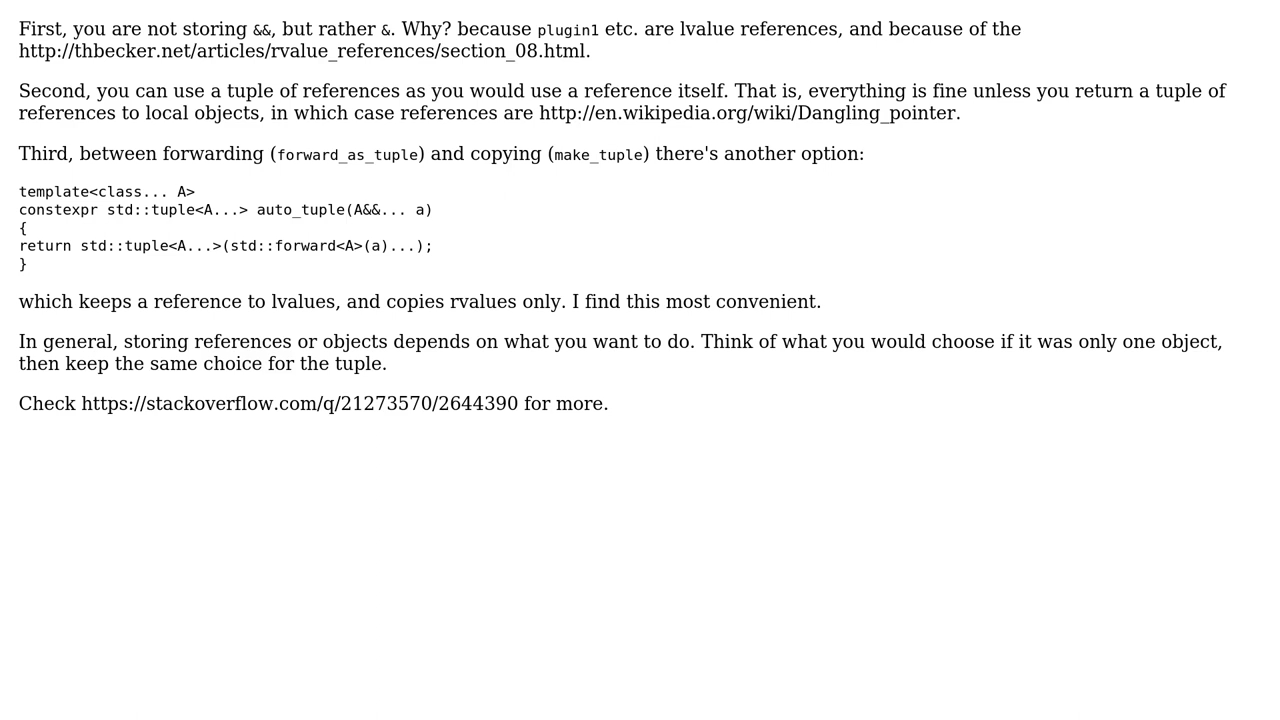 First, you are not storing &&, but rather &. Why? because plugin1 etc. are lvalue references, and because of the
http://thbecker.net/articles/rvalue_references/section_08.html.
Second, you can use a tuple of references as you would use a reference itself. That is, everything is fine unless you return a tuple of
references to local objects, in which case references are http://en.wikipedia.org/wiki/Dangling_pointer.
Third, between forwarding (forward_as_tuple) and copying (make_tuple) there's another option:
template<class... A>
constexpr std::tuple<A...> auto_tuple(A&&... a)
{
return std::tuple<A...>(std::forward<A>(a)...);
}
which keeps a reference to lvalues, and copies rvalues only. I find this most convenient.
In general, storing references or objects depends on what you want to do. Think of what you would choose if it was only one object,
then keep the same choice for the tuple.
Check https://stackoverflow.com/q/21273570/2644390 for more.